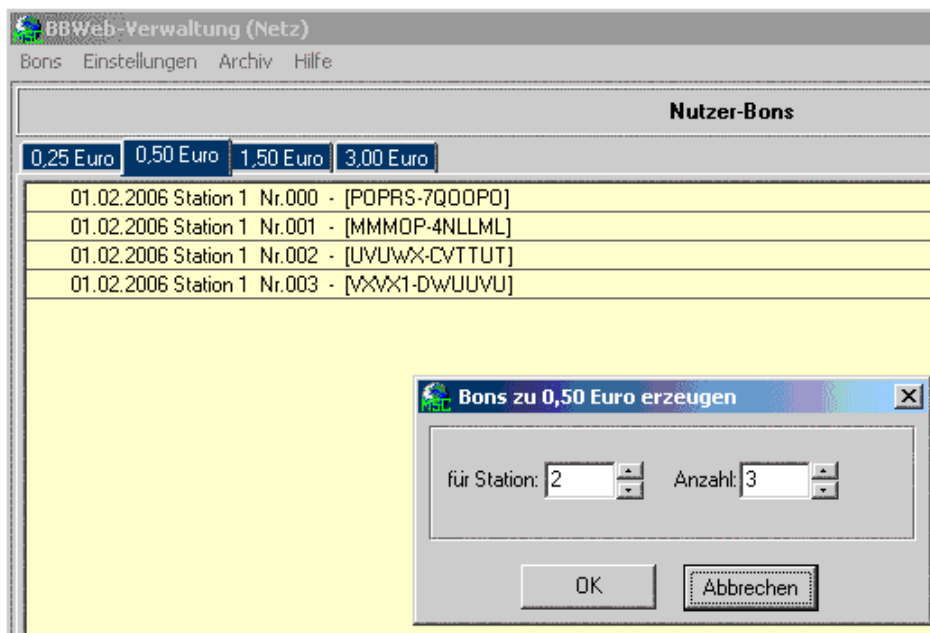 BBWeb-Verwaltung (Netz)
Bons Einstellungen Archiv Hilfe
Nutzer-Bons
0,25 Euro 0,50 Euro 1,50 Euro 3,00 Euro
01.02.2006 Station 1 Nr.000 - [POPRS-7QOOPO]
01.02.2006 Station 1 Nr.001 - [MMMOP-4NLLML]
01.02.2006 Station 1 Nr.002 - [UVUWX-CVTTUT]
01.02.2006 Station 1 Nr.003 - [VXVX1-DWUUVU]
MSC Bons zu 0,50 Euro erzeugen
für Station: 2 Anzahl: 3
OK Abbrechen